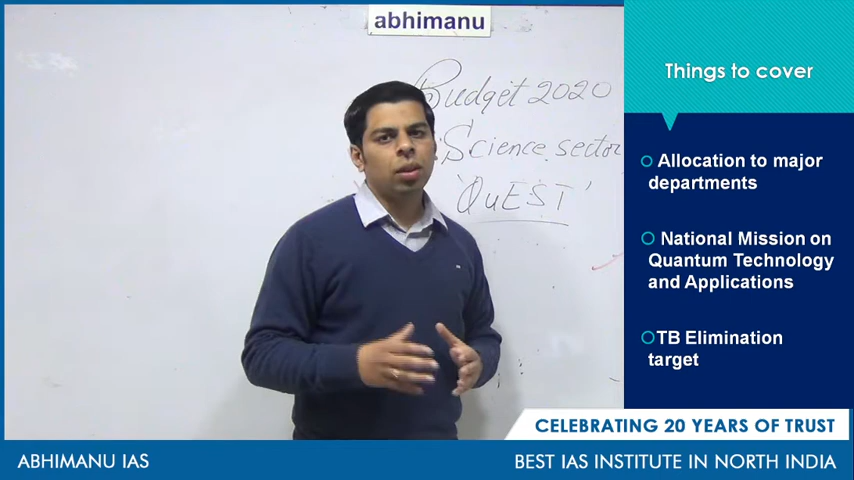 abhimanu
Budget 2020
Science sector
'QuEST'
Things to cover
Allocation to major
departments
National Mission on
Quantum Technology
and Applications
TB Elimination
target
CELEBRATING 20 YEARS OF TRUST
ABHIMANU IAS
BEST IAS INSTITUTE IN NORTH INDIA